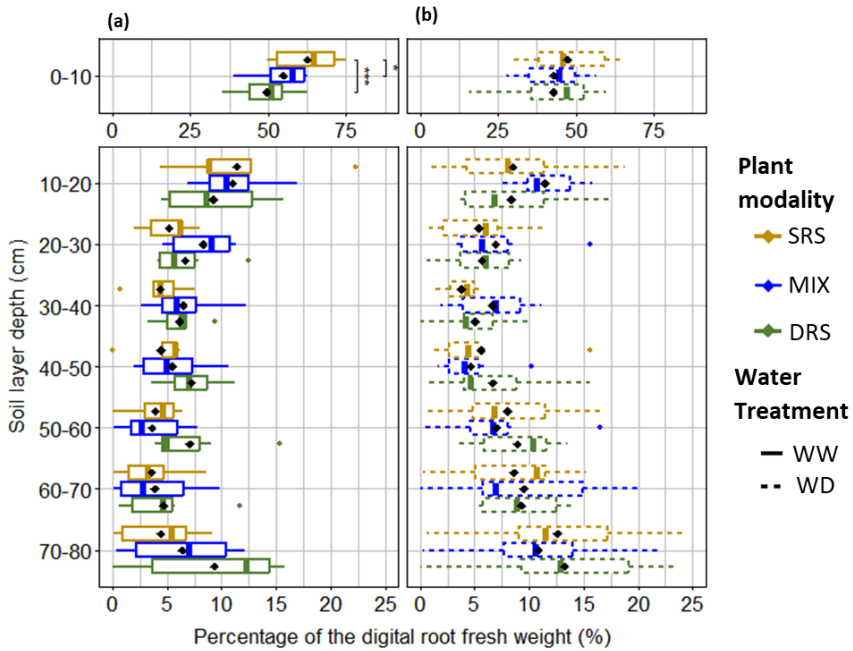 (a)
(b)
0-10
***
*
0 25 50 75
0 25 50 75
10-20
20-30
30-40
40-50
50-60
60-70
70-80
Soil layer depth (cm)
0 5 10 15 20 25
0 5 10 15 20 25
Percentage of the digital root fresh weight (%)
Plant
modality
SRS
MIX
DRS
Water
Treatment
WW
WD